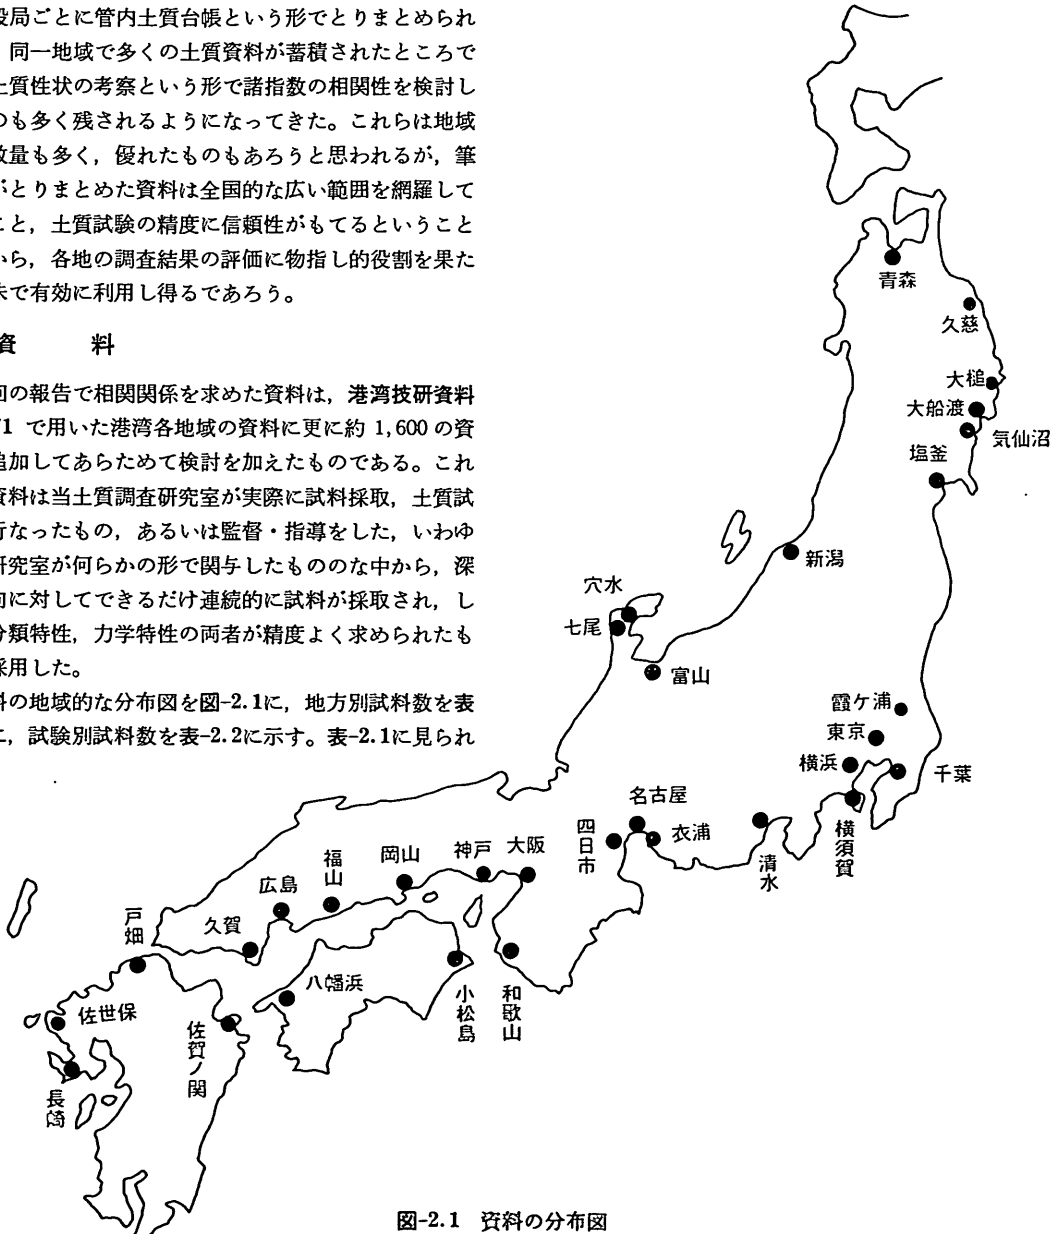 設局ごとに管内土質台帳という形でとりまとめられ
同一地域で多くの土質資料が蓄積されたところで
土質性状の考察という形で諸指数の相関性を検討し
のも多く残されるようになってきた。これらは地域
数量も多く，優れたものもあろうと思われるが，筆
がとりまとめた資料は全国的な広い範囲を網羅して
こと，土質試験の精度に信頼性がもてるということ
から，各地の調査結果の評価に物指し的役割を果た
味で有効に利用し得るであろう。
資　　料
回の報告で相関関係を求めた資料は，港湾技研資料
1 で用いた港湾各地域の資料に更に約 1,600 の資
追加してあらためて検討を加えたものである。これ
資料は当土質調査研究室が実際に試料採取，土質試
行なったもの，あるいは監督・指導をした，いわゆ
研究室が何らかの形で関与したもののな中から，深
向に対してできるだけ連続的に試料が採取され，し
分類特性，力学特性の両者が精度よく求められたも
採用した。
料の地域的な分布図を図-2.1に，地方別試料数を表
に，試験別試料数を表-2.2に示す。表-2.1に見られ
青森
久慈
大槌
大船渡
気仙沼
塩釜
新潟
穴水
七尾
富山
霞ケ浦
東京
横浜
千葉
横須賀
清水
名古屋
衣浦
四日市
大阪
神戸
岡山
福山
広島
久賀
戸畑
和歌山
小松島
八幡浜
佐賀ノ関
佐世保
長崎
図-2.1　資料の分布図